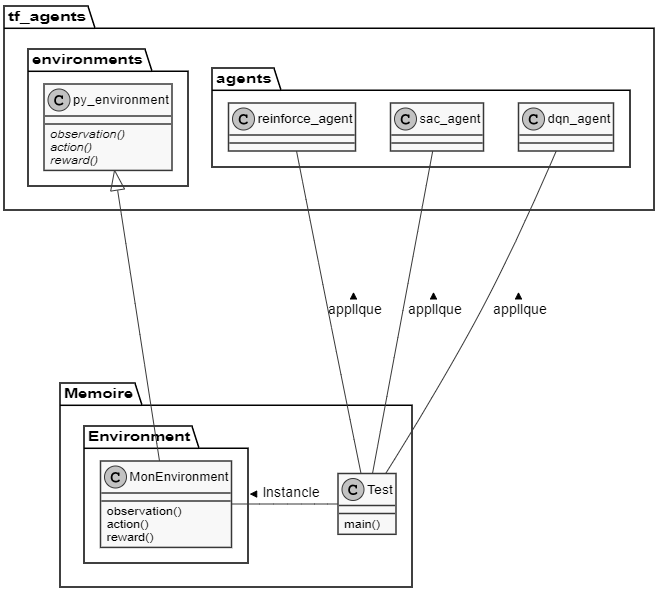 tf_agents
environments
C py_environment
observation()
action()
reward()
agents
C reinforce_agent
C sac_agent
C dqn_agent
▲
applique
▲
applique
▲
applique
Memoire
Environment
C MonEnvironment
observation()
action()
reward()
◄ Instancie
C Test
main()